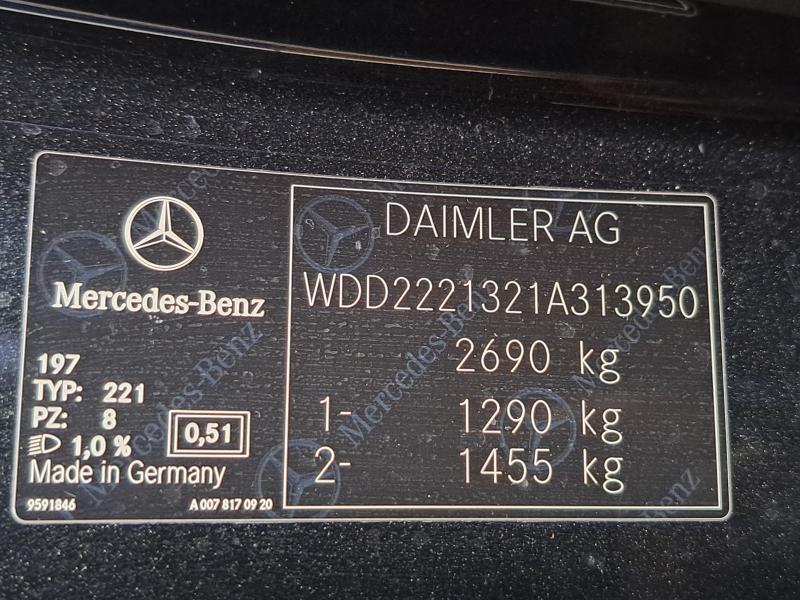 Mercedes-Benz
197
TYP: 221
PZ: 8
1,0 %
0,51
Made in Germany
9591846
A 007 817 09 20
DAIMLER AG
WDD2221321A313950
2690 kg
1- 1290 kg
2- 1455 kg